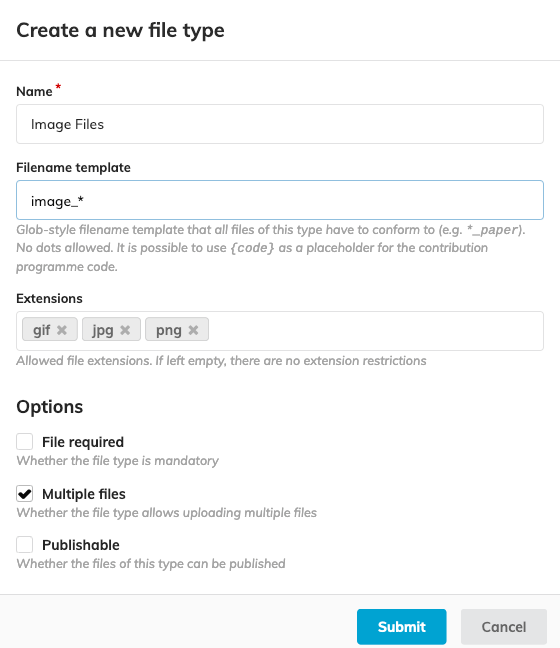 Create a new file type
Name *
Image Files
Filename template
image_*
Glob-style filename template that all files of this type have to conform to (e.g. *_paper).
No dots allowed. It is possible to use {code} as a placeholder for the contribution
programme code.
Extensions
gif ✖ jpg ✖ png ✖
Allowed file extensions. If left empty, there are no extension restrictions
Options
File required
Whether the file type is mandatory
Multiple files
Whether the file type allows uploading multiple files
Publishable
Whether the files of this type can be published
Submit Cancel